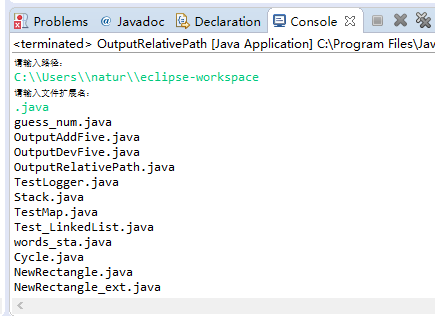 Problems @ Javadoc Declaration Console
<terminated> OutputRelativePath [Java Application] C:\Program Files\Jav
请输入路径:
C:\\Users\\natur\\eclipse-workspace
请输入文件扩展名:
.java
guess_num.java
OutputAddFive.java
OutputDevFive.java
OutputRelativePath.java
TestLogger.java
Stack.java
TestMap.java
Test_LinkedList.java
words_sta.java
Cycle.java
NewRectangle.java
NewRectangle_ext.java